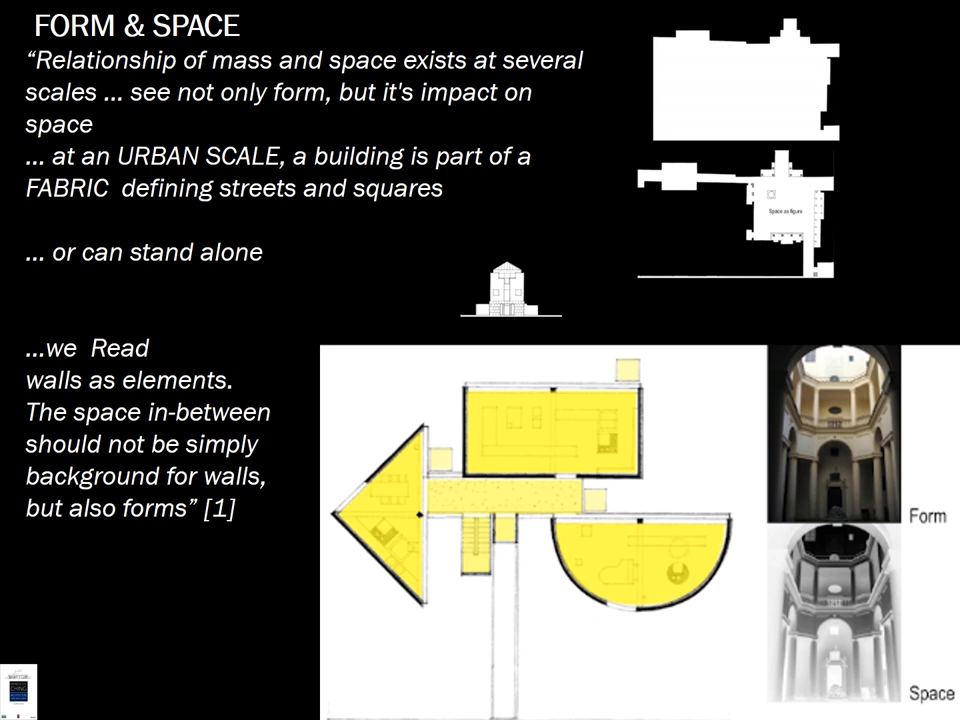 FORM & SPACE
“Relationship of mass and space exists at several
scales ... see not only form, but it's impact on
space
... at an URBAN SCALE, a building is part of a
FABRIC defining streets and squares
... or can stand alone
...we Read
walls as elements.
The space in-between
should not be simply
background for walls,
but also forms” [1]
Space as figure
Form
Space
CHING